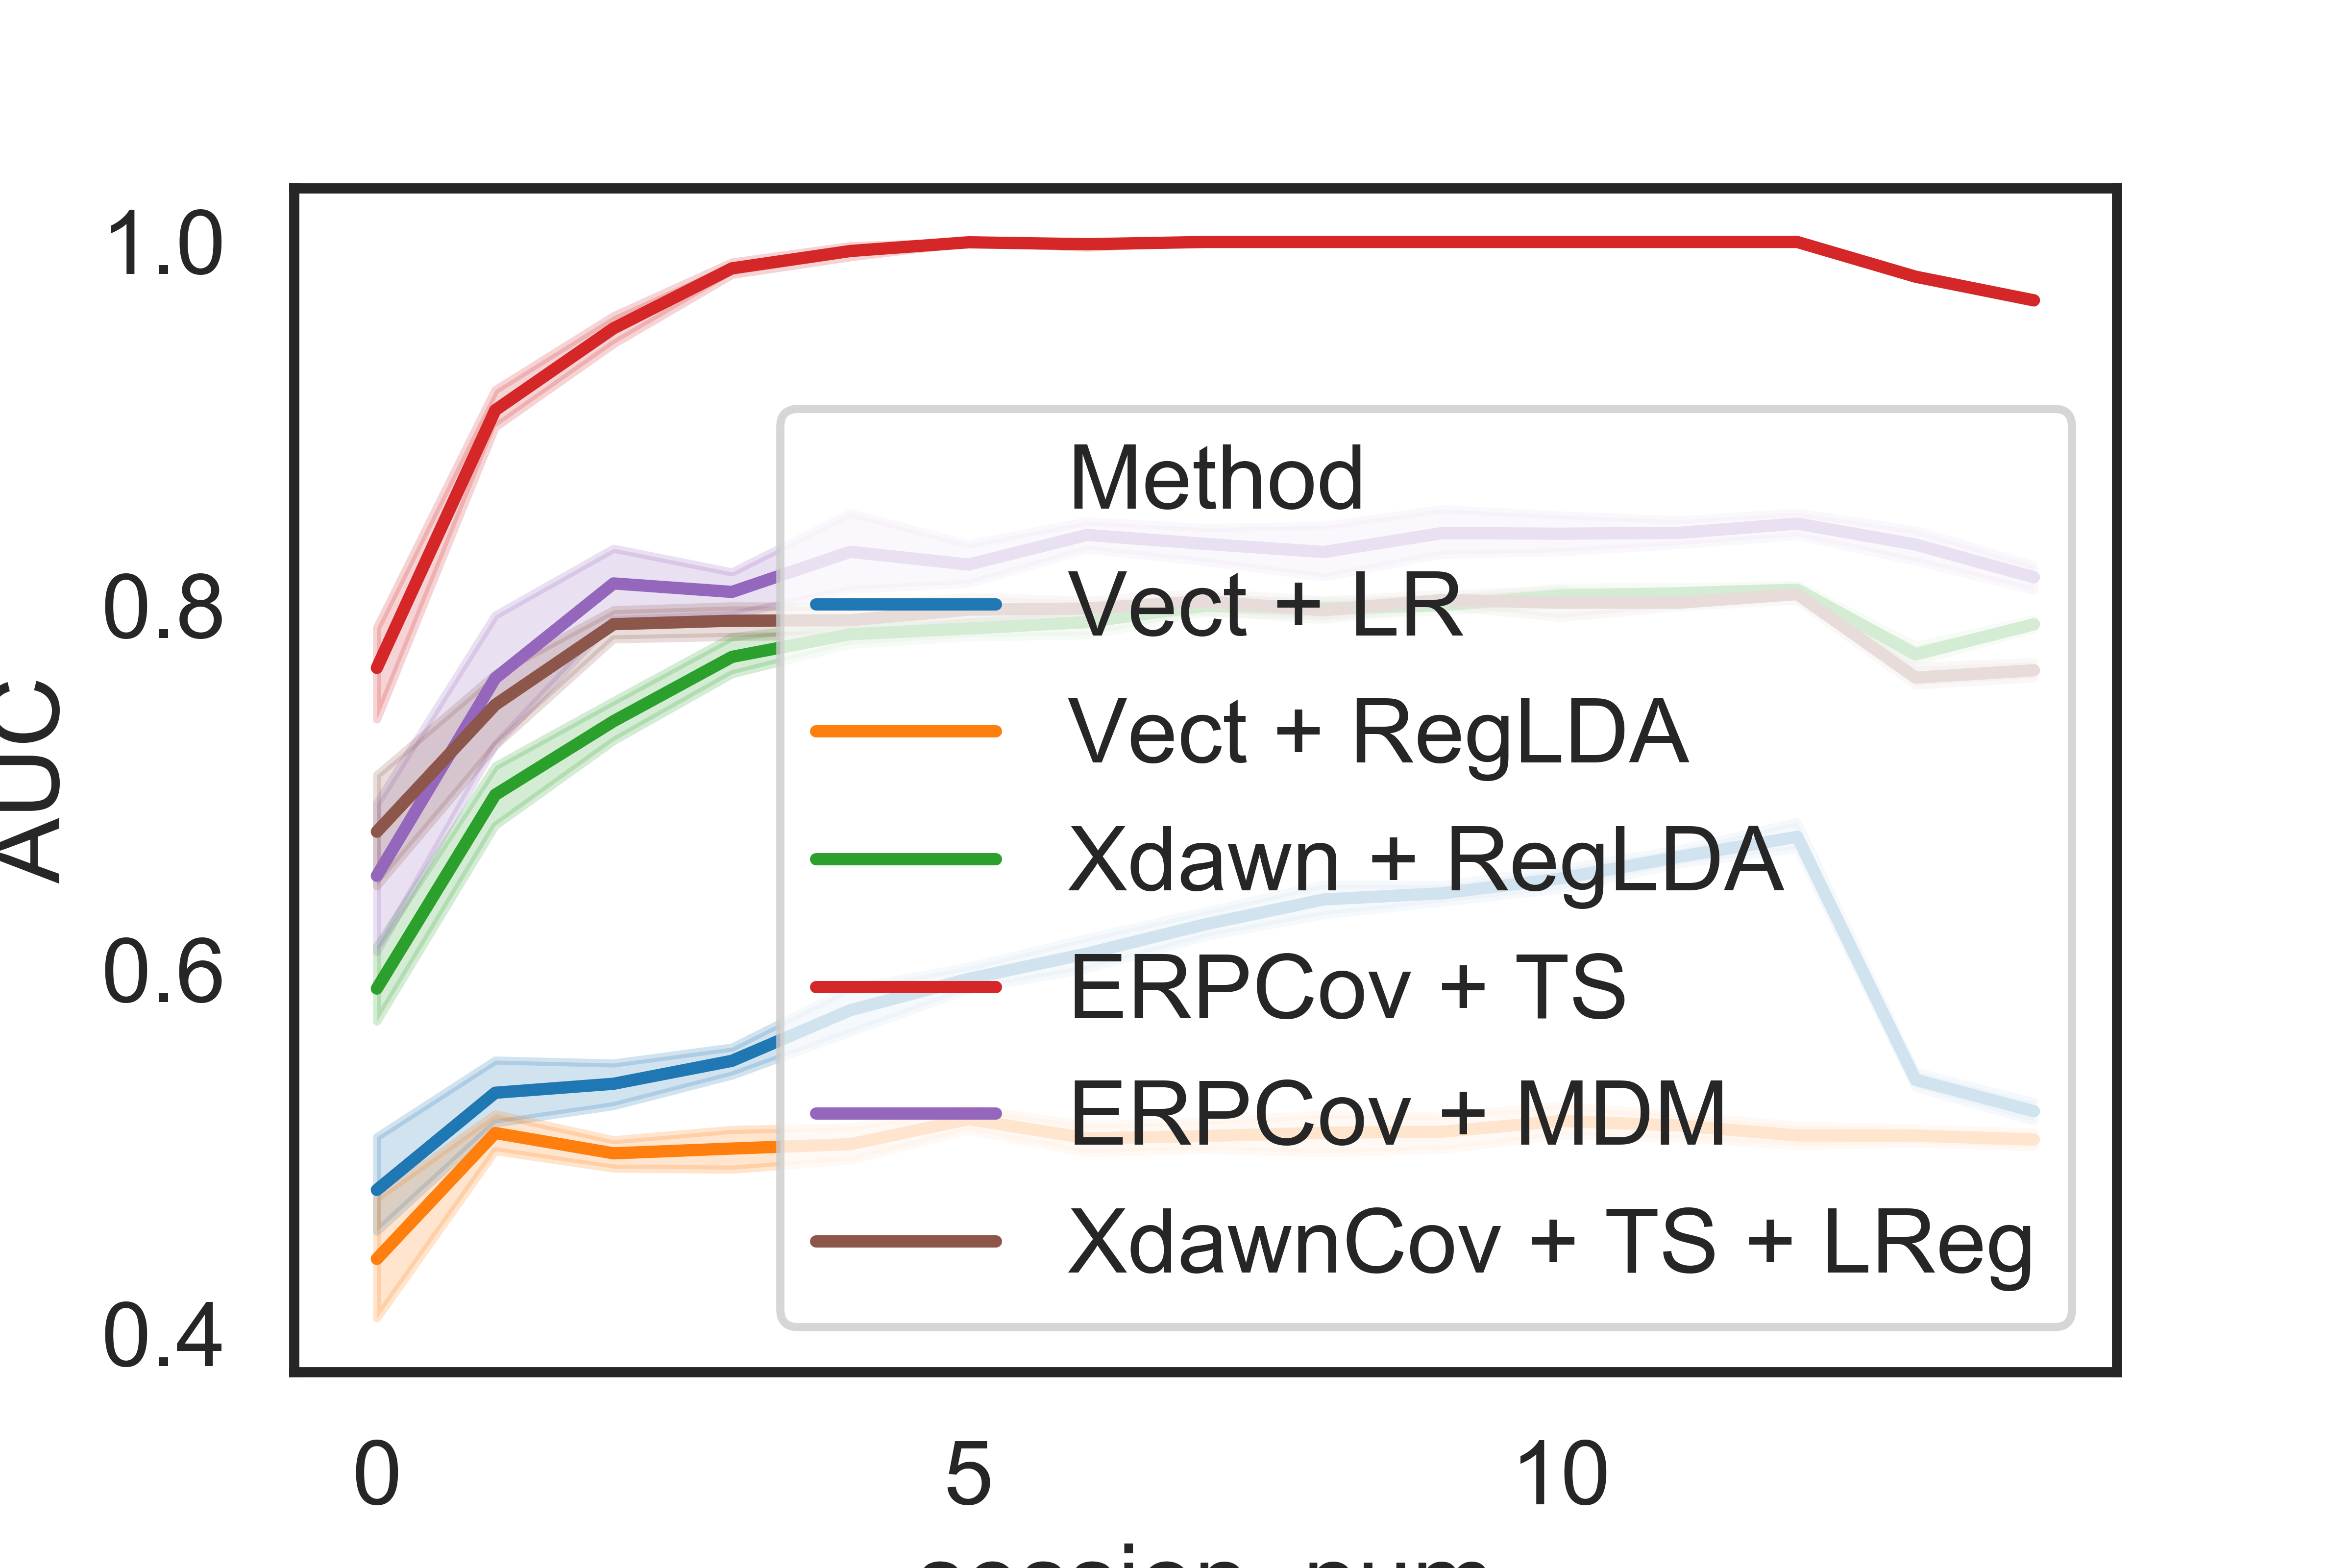 1.0
0.8
0.6
0.4
AUC
Method
Vect + LR
Vect + RegLDA
Xdawn + RegLDA
ERPCov + TS
ERPCov + MDM
XdawnCov + TS + LReg
0 5 10